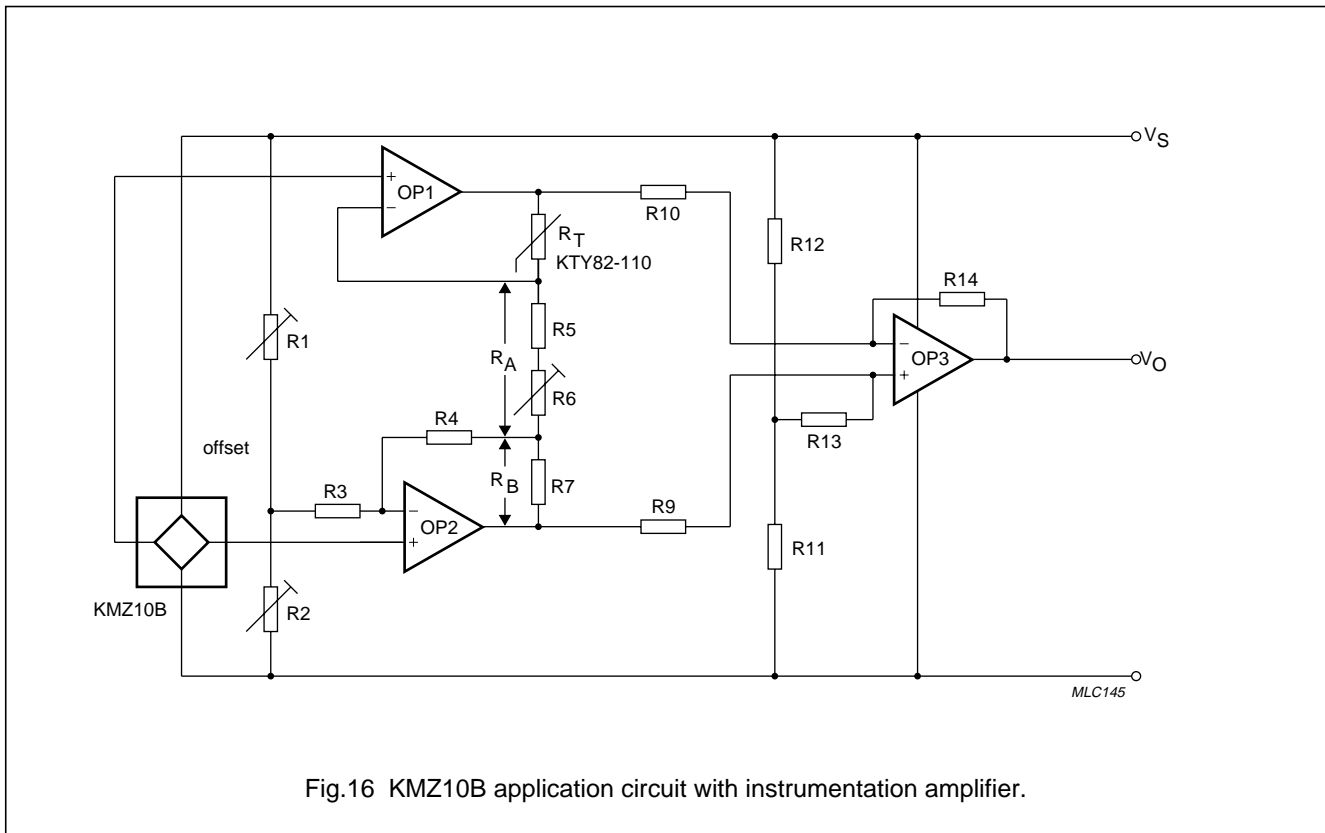 VS
OP1
+
−
R10
RT
KTY82-110
R12
R14
R5
R1
RA
−
OP3
+
VO
R6
R4
R13
offset
R3
RB
R7
−
OP2
+
R9
R11
KMZ10B
R2
MLC145
Fig.16 KMZ10B application circuit with instrumentation amplifier.